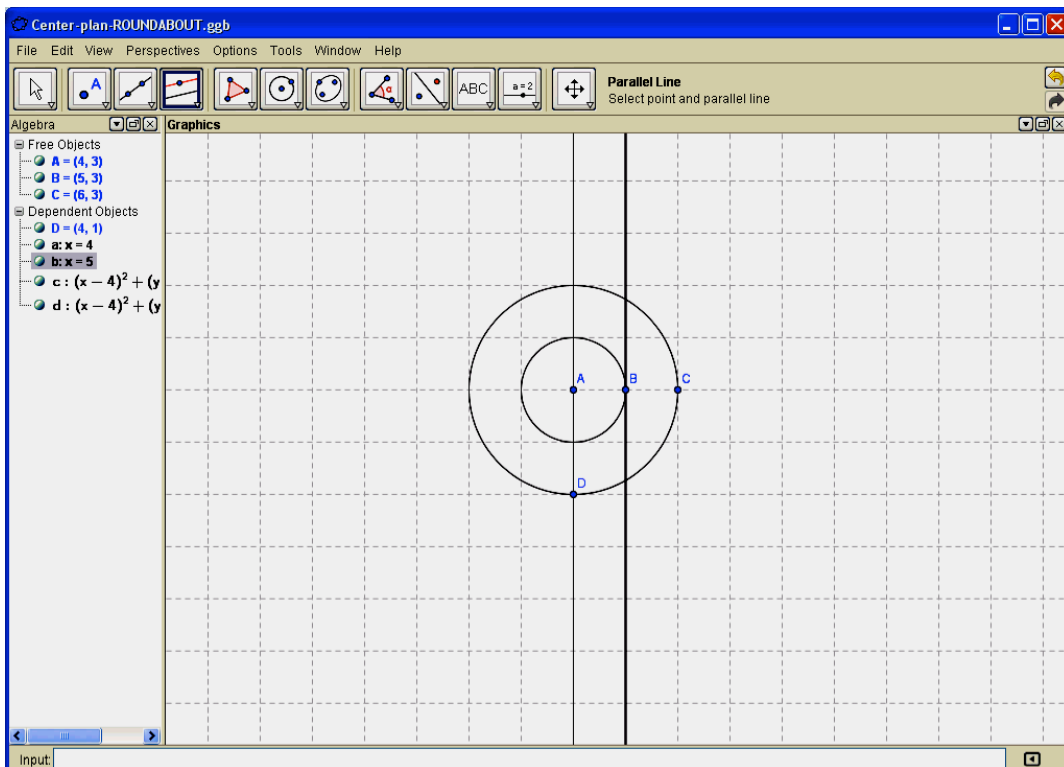 Center-plan-ROUNDABOUT.ggb
File Edit View Perspectives Options Tools Window Help
A
α
ABC
a=2
Parallel Line
Select point and parallel line
Algebra
Graphics
Free Objects
A = (4, 3)
B = (5, 3)
C = (6, 3)
Dependent Objects
D = (4, 1)
a: x = 4
b: x = 5
c : (x − 4)² + (y
d : (x − 4)² + (y
A B C
D
Input: